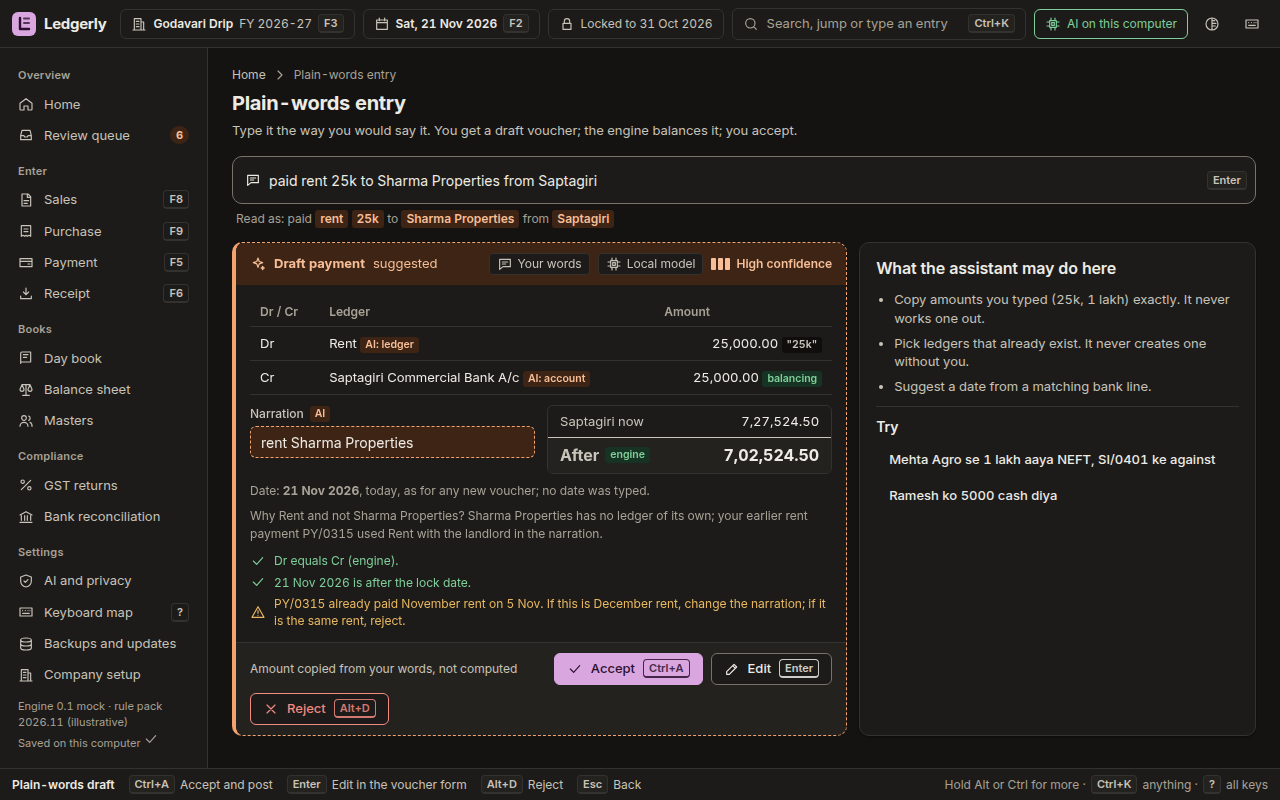 Ledgerly
Godavari Drip FY 2026-27 F3
Sat, 21 Nov 2026 F2
Locked to 31 Oct 2026
Search, jump or type an entry Ctrl+K
AI on this computer
Overview
Home
Review queue 6
Enter
Sales F8
Purchase F9
Payment F5
Receipt F6
Books
Day book
Balance sheet
Masters
Compliance
GST returns
Bank reconciliation
Settings
AI and privacy
Keyboard map ?
Backups and updates
Company setup
Engine 0.1 mock · rule pack
2026.11 (illustrative)
Saved on this computer
Home Plain-words entry
Plain-words entry
Type it the way you would say it. You get a draft voucher; the engine balances it; you accept.
paid rent 25k to Sharma Properties from Saptagiri Enter
Read as: paid rent 25k to Sharma Properties from Saptagiri
Draft payment suggested Your words Local model High confidence
Dr / Cr Ledger Amount
Dr Rent AI: ledger 25,000.00 "25k"
Cr Saptagiri Commercial Bank A/c AI: account 25,000.00 balancing
Narration AI
rent Sharma Properties
Saptagiri now 7,27,524.50
After engine 7,02,524.50
Date: 21 Nov 2026, today, as for any new voucher; no date was typed.
Why Rent and not Sharma Properties? Sharma Properties has no ledger of its own; your earlier rent
payment PY/0315 used Rent with the landlord in the narration.
Dr equals Cr (engine).
21 Nov 2026 is after the lock date.
PY/0315 already paid November rent on 5 Nov. If this is December rent, change the narration; if it
is the same rent, reject.
Amount copied from your words, not computed Accept Ctrl+A Edit Enter
Reject Alt+D
What the assistant may do here
• Copy amounts you typed (25k, 1 lakh) exactly. It never
works one out.
• Pick ledgers that already exist. It never creates one
without you.
• Suggest a date from a matching bank line.
Try
Mehta Agro se 1 lakh aaya NEFT, SI/0401 ke against
Ramesh ko 5000 cash diya
Plain-words draft Ctrl+A Accept and post Enter Edit in the voucher form Alt+D Reject Esc Back
Hold Alt or Ctrl for more · Ctrl+K anything · ? all keys